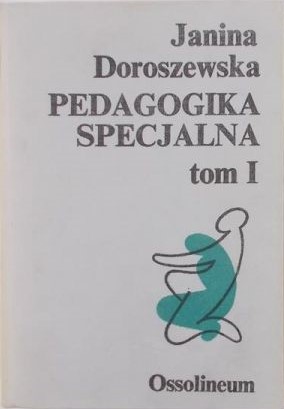 Janina
Doroszewska
PEDAGOGIKA
SPECJALNA
tom I
Ossolineum